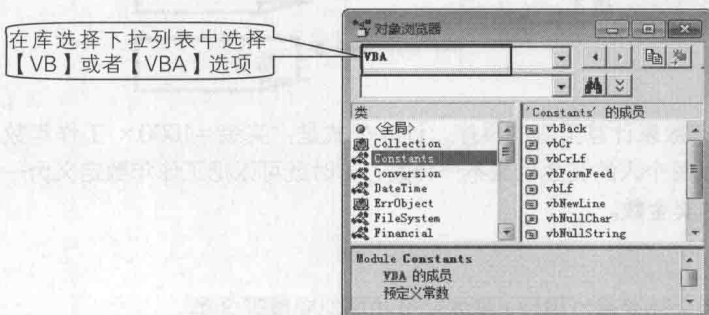 在库选择下拉列表中选择
【VB】或者【VBA】选项
对象浏览器
VBA
类
<全局>
Collection
Constants
Conversion
DateTime
ErrObject
FileSystem
Financial
'Constants' 的成员
vbBack
vbCr
vbCrLf
vbFormFeed
vbLf
vbNewLine
vbNullChar
vbNullString
Module Constants
VBA 的成员
预定义常数